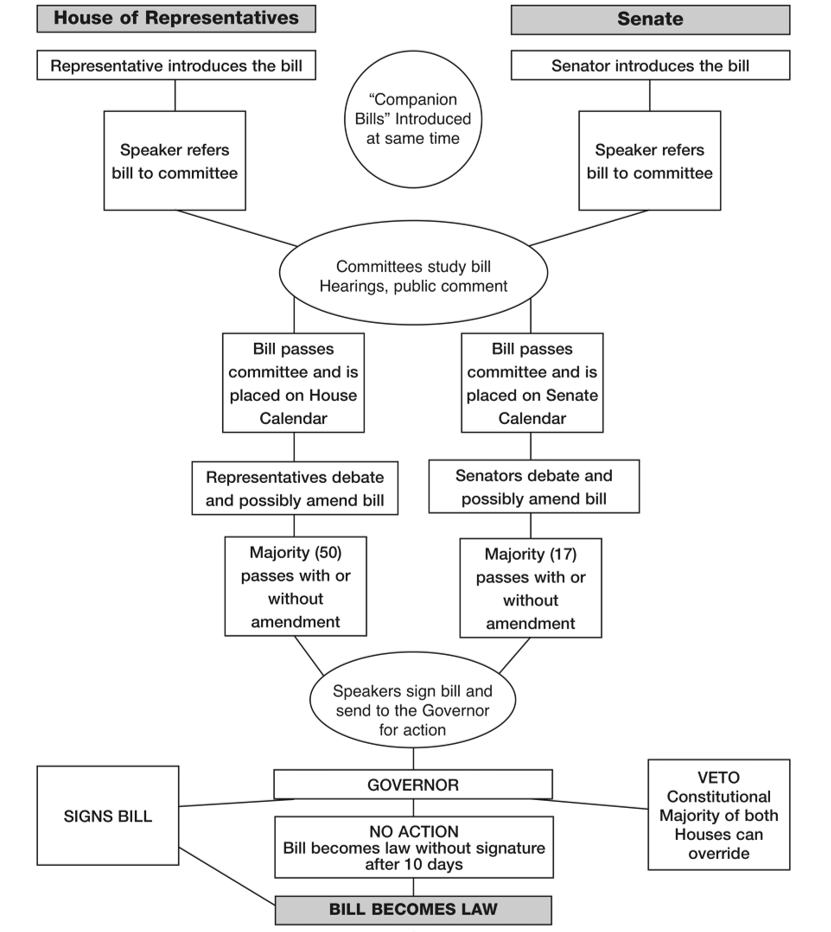 House of Representatives
Senate
Representative introduces the bill
Senator introduces the bill
“Companion
Bills” Introduced
at same time
Speaker refers
bill to committee
Speaker refers
bill to committee
Committees study bill
Hearings, public comment
Bill passes
committee and is
placed on House
Calendar
Bill passes
committee and is
placed on Senate
Calendar
Representatives debate
and possibly amend bill
Senators debate and
possibly amend bill
Majority (50)
passes with or
without
amendment
Majority (17)
passes with or
without
amendment
Speakers sign bill and
send to the Governor
for action
GOVERNOR
SIGNS BILL
NO ACTION
Bill becomes law without signature
after 10 days
VETO
Constitutional
Majority of both
Houses can
override
BILL BECOMES LAW